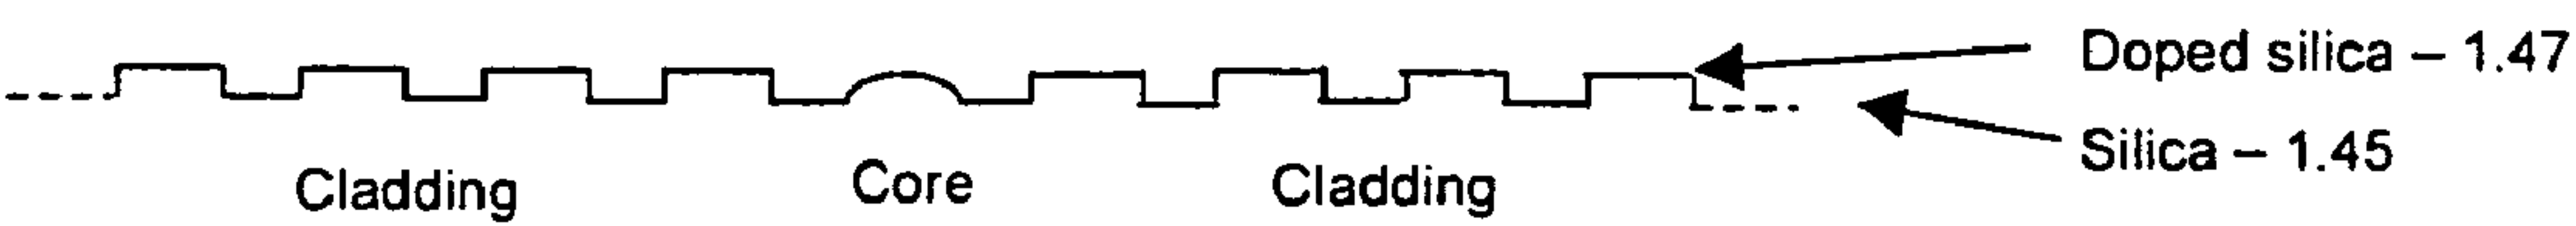 Doped silica – 1.47
Silica – 1.45
Cladding
Core
Cladding